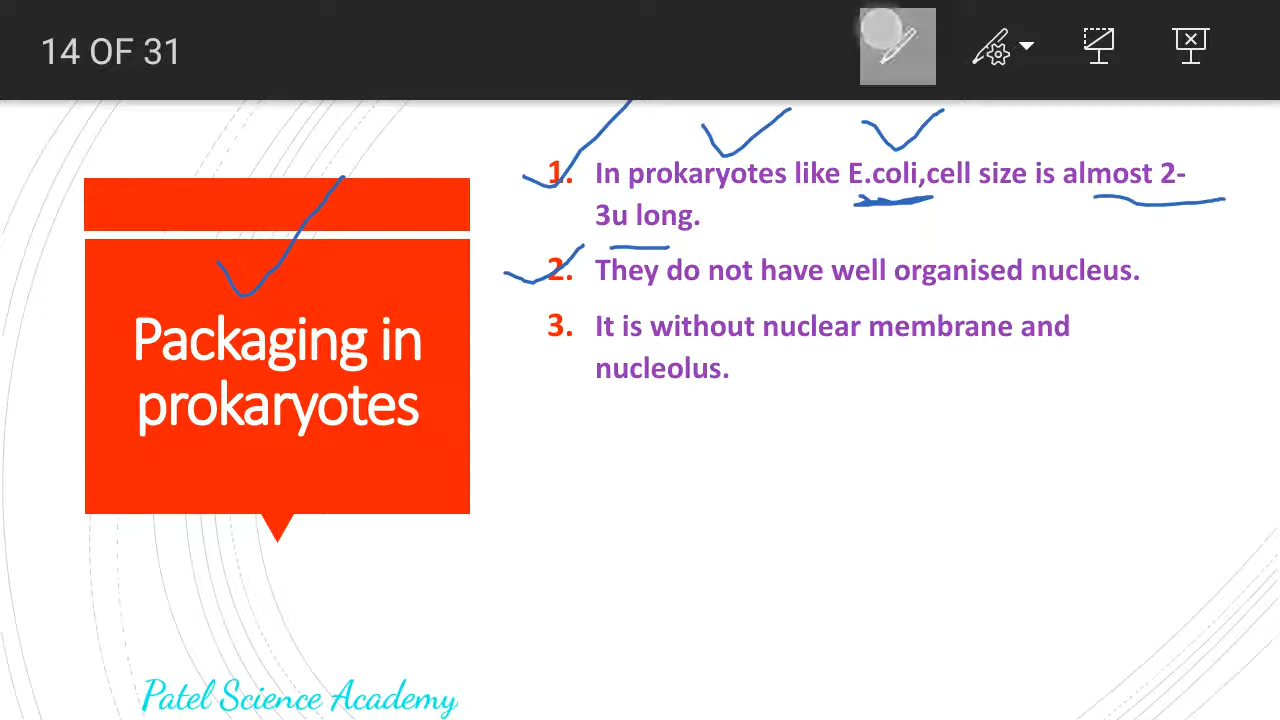 14 OF 31
Packaging in
prokaryotes
1. In prokaryotes like E.coli,cell size is almost 2-
3u long.
2. They do not have well organised nucleus.
3. It is without nuclear membrane and
nucleolus.
Patel Science Academy